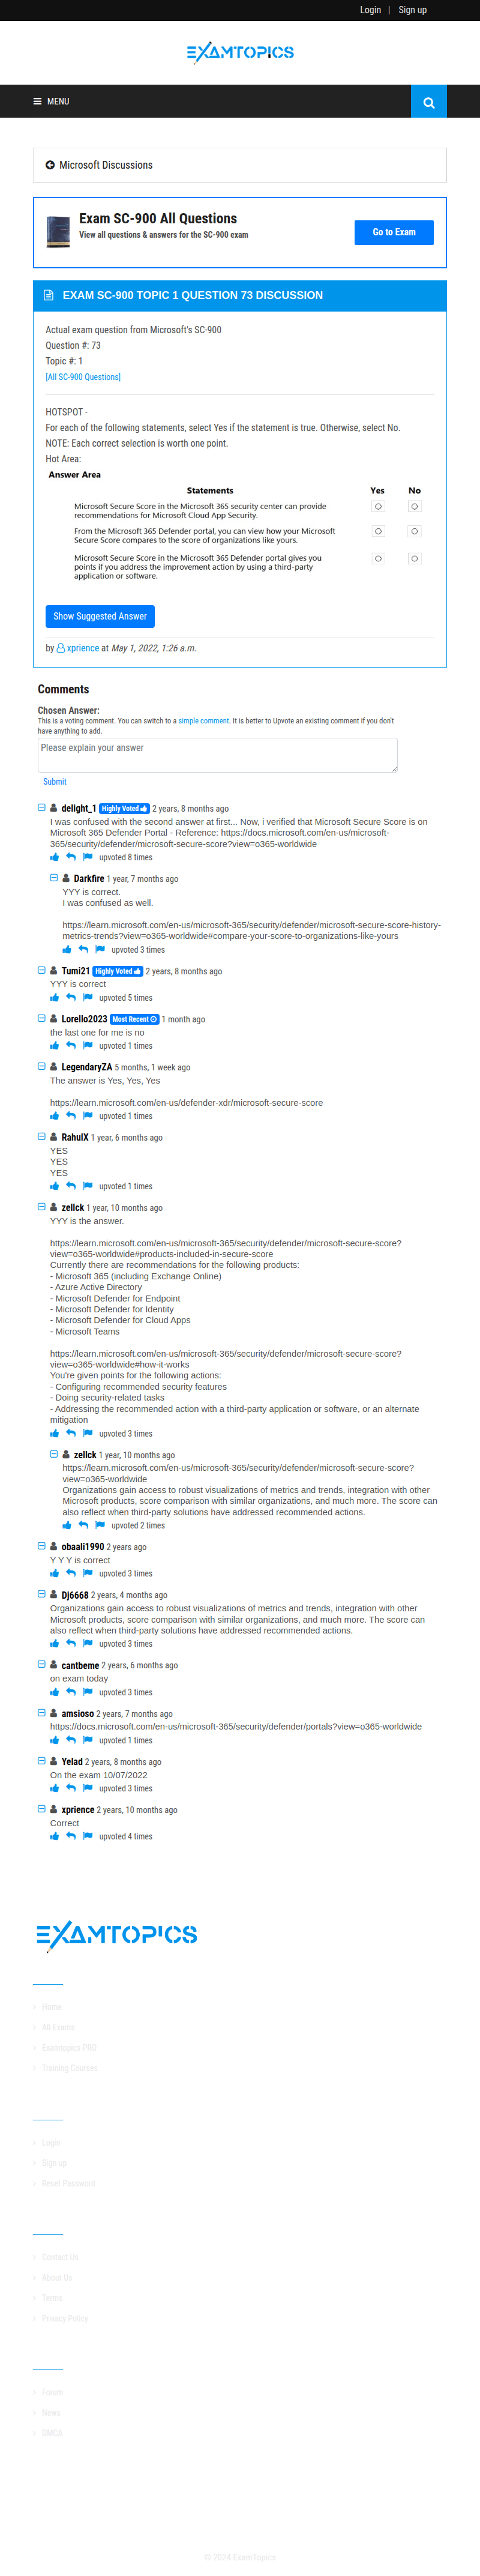 Login | Sign up
EXAMTOPICS
MENU
Microsoft Discussions
Exam SC-900 All Questions
View all questions & answers for the SC-900 exam
Go to Exam
EXAM SC-900 TOPIC 1 QUESTION 73 DISCUSSION
Actual exam question from Microsoft's SC-900
Question #: 73
Topic #: 1
[All SC-900 Questions]
HOTSPOT -
For each of the following statements, select Yes if the statement is true. Otherwise, select No.
NOTE: Each correct selection is worth one point.
Hot Area:
Answer Area
Statements Yes No
Microsoft Secure Score in the Microsoft 365 security center can provide
recommendations for Microsoft Cloud App Security.
From the Microsoft 365 Defender portal, you can view how your Microsoft
Secure Score compares to the score of organizations like yours.
Microsoft Secure Score in the Microsoft 365 Defender portal gives you
points if you address the improvement action by using a third-party
application or software.
Show Suggested Answer
by xprience at May 1, 2022, 1:26 a.m.
Comments
Chosen Answer:
This is a voting comment. You can switch to a simple comment. It is better to Upvote an existing comment if you don't
have anything to add.
Please explain your answer
Submit
delight_1 Highly Voted 2 years, 8 months ago
I was confused with the second answer at first... Now, i verified that Microsoft Secure Score is on
Microsoft 365 Defender Portal - Reference: https://docs.microsoft.com/en-us/microsoft-
365/security/defender/microsoft-secure-score?view=o365-worldwide
upvoted 8 times
Darkfire 1 year, 7 months ago
YYY is correct.
I was confused as well.
https://learn.microsoft.com/en-us/microsoft-365/security/defender/microsoft-secure-score-history-
metrics-trends?view=o365-worldwide#compare-your-score-to-organizations-like-yours
upvoted 3 times
Tumi21 Highly Voted 2 years, 8 months ago
YYY is correct
upvoted 5 times
Lorello2023 Most Recent 1 month ago
the last one for me is no
upvoted 1 times
LegendaryZA 5 months, 1 week ago
The answer is Yes, Yes, Yes
https://learn.microsoft.com/en-us/defender-xdr/microsoft-secure-score
upvoted 1 times
RahulX 1 year, 6 months ago
YES
YES
YES
upvoted 1 times
zellck 1 year, 10 months ago
YYY is the answer.
https://learn.microsoft.com/en-us/microsoft-365/security/defender/microsoft-secure-score?
view=o365-worldwide#products-included-in-secure-score
Currently there are recommendations for the following products:
- Microsoft 365 (including Exchange Online)
- Azure Active Directory
- Microsoft Defender for Endpoint
- Microsoft Defender for Identity
- Microsoft Defender for Cloud Apps
- Microsoft Teams
https://learn.microsoft.com/en-us/microsoft-365/security/defender/microsoft-secure-score?
view=o365-worldwide#how-it-works
You're given points for the following actions:
- Configuring recommended security features
- Doing security-related tasks
- Addressing the recommended action with a third-party application or software, or an alternate
mitigation
upvoted 3 times
zellck 1 year, 10 months ago
https://learn.microsoft.com/en-us/microsoft-365/security/defender/microsoft-secure-score?
view=o365-worldwide
Organizations gain access to robust visualizations of metrics and trends, integration with other
Microsoft products, score comparison with similar organizations, and much more. The score can
also reflect when third-party solutions have addressed recommended actions.
upvoted 2 times
obaali1990 2 years ago
Y Y Y is correct
upvoted 3 times
Dj6668 2 years, 4 months ago
Organizations gain access to robust visualizations of metrics and trends, integration with other
Microsoft products, score comparison with similar organizations, and much more. The score can
also reflect when third-party solutions have addressed recommended actions.
upvoted 3 times
cantbeme 2 years, 6 months ago
on exam today
upvoted 3 times
amsioso 2 years, 7 months ago
https://docs.microsoft.com/en-us/microsoft-365/security/defender/portals?view=o365-worldwide
upvoted 1 times
Yelad 2 years, 8 months ago
On the exam 10/07/2022
upvoted 3 times
xprience 2 years, 10 months ago
Correct
upvoted 4 times
EXAMTOPICS
Home
All Exams
Examtopics PRO
Training Courses
Login
Sign up
Reset Password
Contact Us
About Us
Terms
Privacy Policy
Forum
News
DMCA
© 2024 ExamTopics